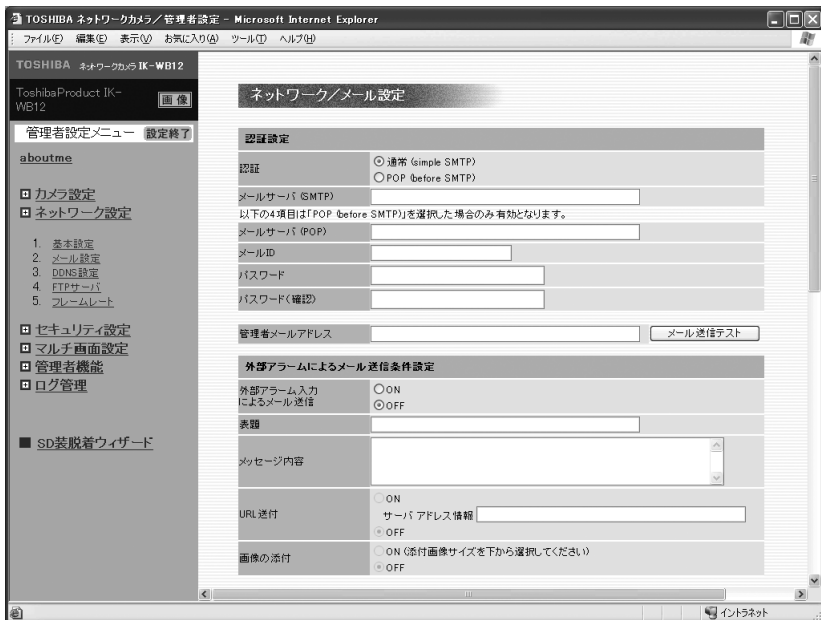 TOSHIBA ネットワークカメラ／管理者設定 - Microsoft Internet Explorer
ファイル(F) 編集(E) 表示(V) お気に入り(A) ツール(T) ヘルプ(H)
TOSHIBA ネットワークカメラ IK-WB12
ToshibaProduct IK-
WB12
画像
管理者設定メニュー 設定終了
aboutme
カメラ設定
ネットワーク設定
1. 基本設定
2. メール設定
3. DDNS設定
4. FTPサーバ
5. フレームレート
セキュリティ設定
マルチ画面設定
管理者機能
ログ管理
SD装脱着ウィザード
ネットワーク／メール設定
認証設定
認証
通常 (simple SMTP)
POP (before SMTP)
メールサーバ (SMTP)
以下の4項目は「POP (before SMTP)」を選択した場合のみ有効となります。
メールサーバ (POP)
メールID
パスワード
パスワード(確認)
管理者メールアドレス
メール送信テスト
外部アラームによるメール送信条件設定
外部アラーム入力
によるメール送信
ON
OFF
表題
メッセージ内容
URL送付
ON
サーバ アドレス情報
OFF
画像の添付
ON (添付画像サイズを下から選択してください)
OFF
イントラネット